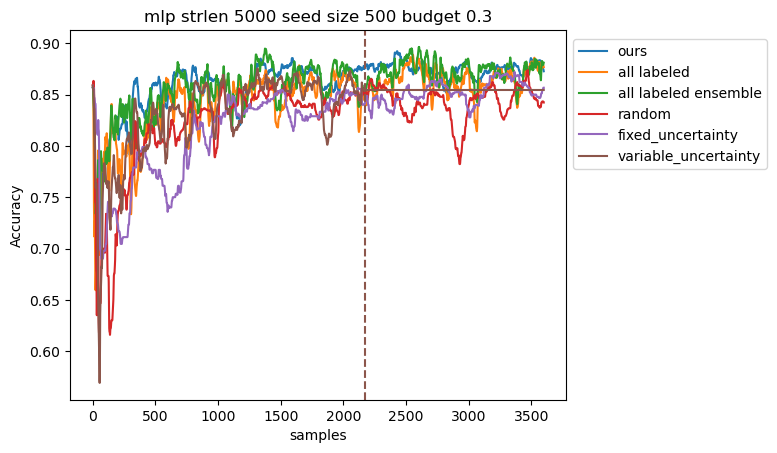 mlp strlen 5000 seed size 500 budget 0.3
Accuracy
0.90
0.85
0.80
0.75
0.70
0.65
0.60
0 500 1000 1500 2000 2500 3000 3500
samples
ours
all labeled
all labeled ensemble
random
fixed_uncertainty
variable_uncertainty